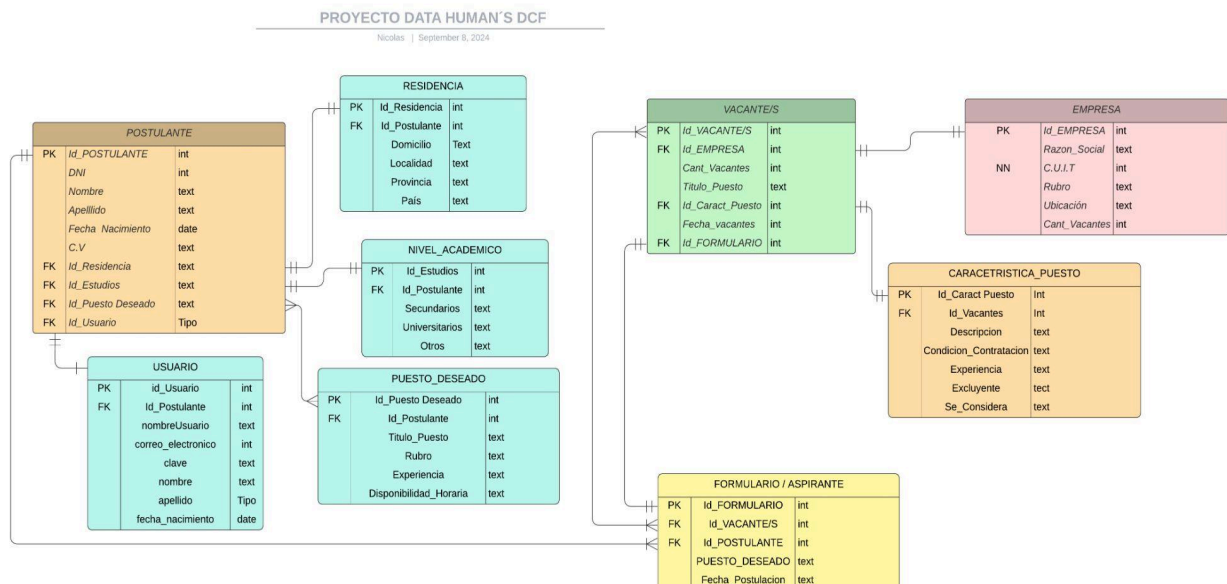 PROYECTO DATA HUMAN´S DCF
Nicolas | September 8, 2024
POSTULANTE
PK Id_POSTULANTE int
DNI int
Nombre text
Apelllido text
Fecha Nacimiento date
C.V text
FK Id_Residencia text
FK Id_Estudios text
FK Id_Puesto Deseado text
FK Id_Usuario Tipo
RESIDENCIA
PK Id_Residencia int
FK Id_Postulante int
Domicilio Text
Localidad text
Provincia text
País text
NIVEL_ACADEMICO
PK Id_Estudios int
FK Id_Postulante int
Secundarios text
Universitarios text
Otros text
USUARIO
PK id_Usuario int
FK Id_Postulante int
nombreUsuario text
correo_electronico int
clave text
nombre text
apellido Tipo
fecha_nacimiento date
PUESTO_DESEADO
PK Id_Puesto Deseado int
FK Id_Postulante int
Titulo_Puesto text
Rubro text
Experiencia text
Disponibilidad_Horaria text
VACANTE/S
PK Id_VACANTE/S int
FK Id_EMPRESA int
Cant_Vacantes int
Titulo_Puesto text
FK Id_Caract_Puesto int
Fecha_vacantes int
FK Id_FORMULARIO int
EMPRESA
PK Id_EMPRESA int
Razon_Social text
NN C.U.I.T int
Rubro text
Ubicación text
Cant_Vacantes int
CARACETRISTICA_PUESTO
PK Id_Caract Puesto Int
FK Id_Vacantes Int
Descripcion text
Condicion_Contratacion text
Experiencia text
Excluyente tect
Se_Considera text
FORMULARIO / ASPIRANTE
PK Id_FORMULARIO int
FK Id_VACANTE/S int
FK Id_POSTULANTE int
PUESTO_DESEADO text
Fecha_Postulacion text